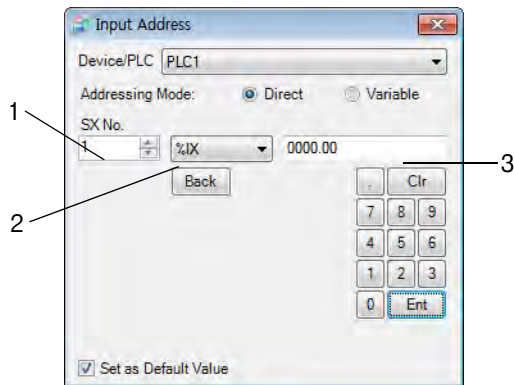 Input Address
Device/PLC PLC1
Addressing Mode: Direct Variable
SX No.
1 %IX 0000.00
1
3
Back . Clr
2
7 8 9
4 5 6
1 2 3
0 Ent
Set as Default Value